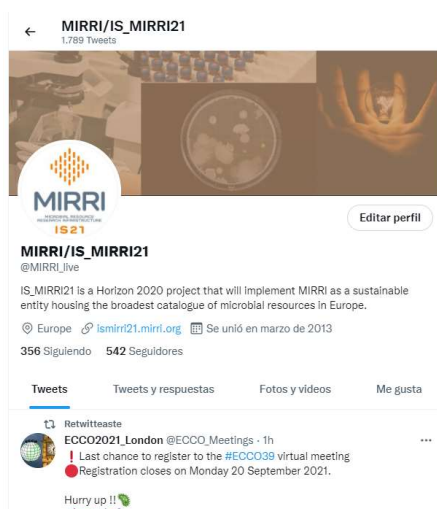 MIRRI/IS_MIRRI21
1.789 Tweets
MIRRI
MICROBIAL RESOURCE
RESEARCH INFRASTRUCTURE
IS21
Editar perfil
MIRRI/IS_MIRRI21
@MIRRI_live
IS_MIRRI21 is a Horizon 2020 project that will implement MIRRI as a sustainable
entity housing the broadest catalogue of microbial resources in Europe.
Europe ismirri21.mirri.org Se unió en marzo de 2013
356 Siguiendo 542 Seguidores
Tweets Tweets y respuestas Fotos y vídeos Me gusta
Retwitteaste
ECCO2021_London @ECCO_Meetings · 1h
❗ Last chance to register to the #ECCO39 virtual meeting
🔴Registration closes on Monday 20 September 2021.
Hurry up !!🦠